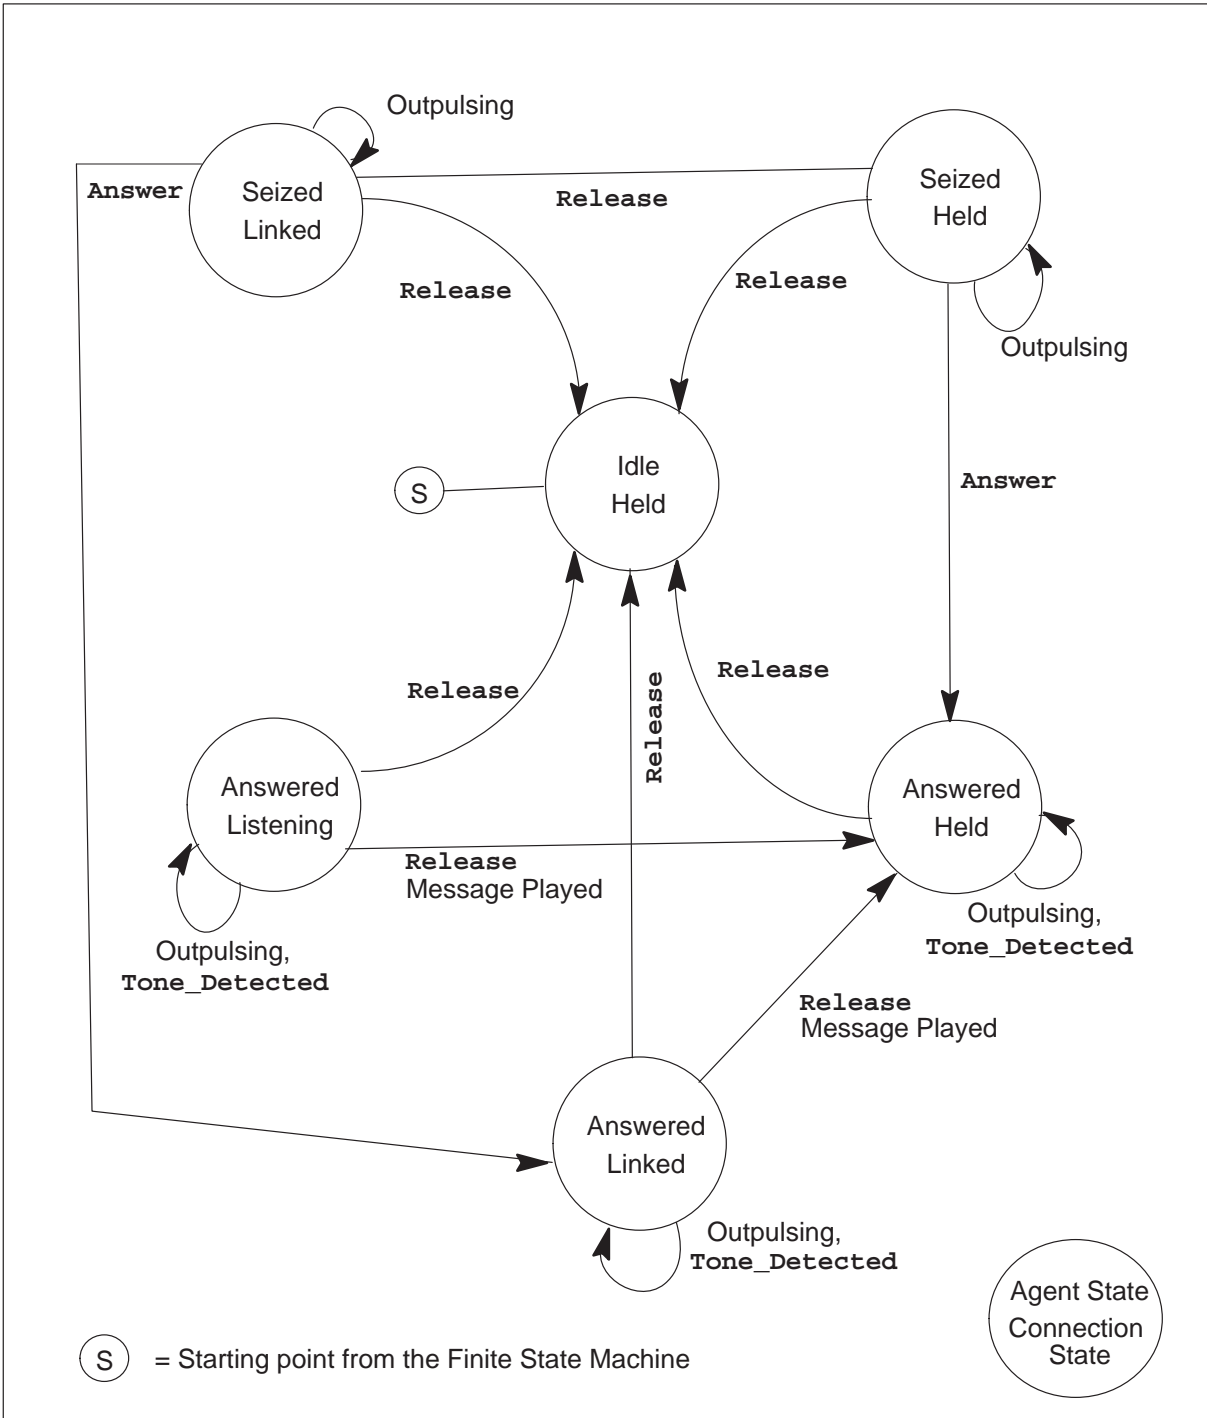 Outpulsing
Answer
Seized
Linked
Release
Seized
Held
Release
Release
Outpulsing
Idle
Held
S
Answer
Release
Release
Release
Answered
Listening
Answered
Held
Release
Message Played
Outpulsing,
Tone_Detected
Outpulsing,
Tone_Detected
Release
Message Played
Answered
Linked
Outpulsing,
Tone_Detected
Agent State
Connection
State
S = Starting point from the Finite State Machine